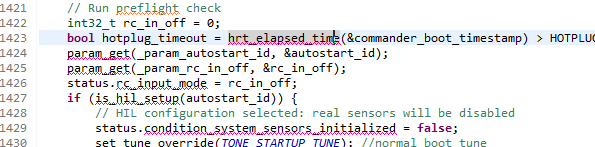 1421 // Run preflight check
1422 int32_t rc_in_off = 0;
1423 bool hotplug_timeout = hrt_elapsed_time(&commander_boot_timestamp) > HOTPLUG
1424 param_get(_param_autostart_id, &autostart_id);
1425 param_get(_param_rc_in_off, &rc_in_off);
1426 status.rc_input_mode = rc_in_off;
1427 if (is_hil_setup(autostart_id)) {
1428 // HIL configuration selected: real sensors will be disabled
1429 status.condition_system_sensors_initialized = false;
1430 set_tune_override(TONE_STARTUP_TUNE); //normal boot tune